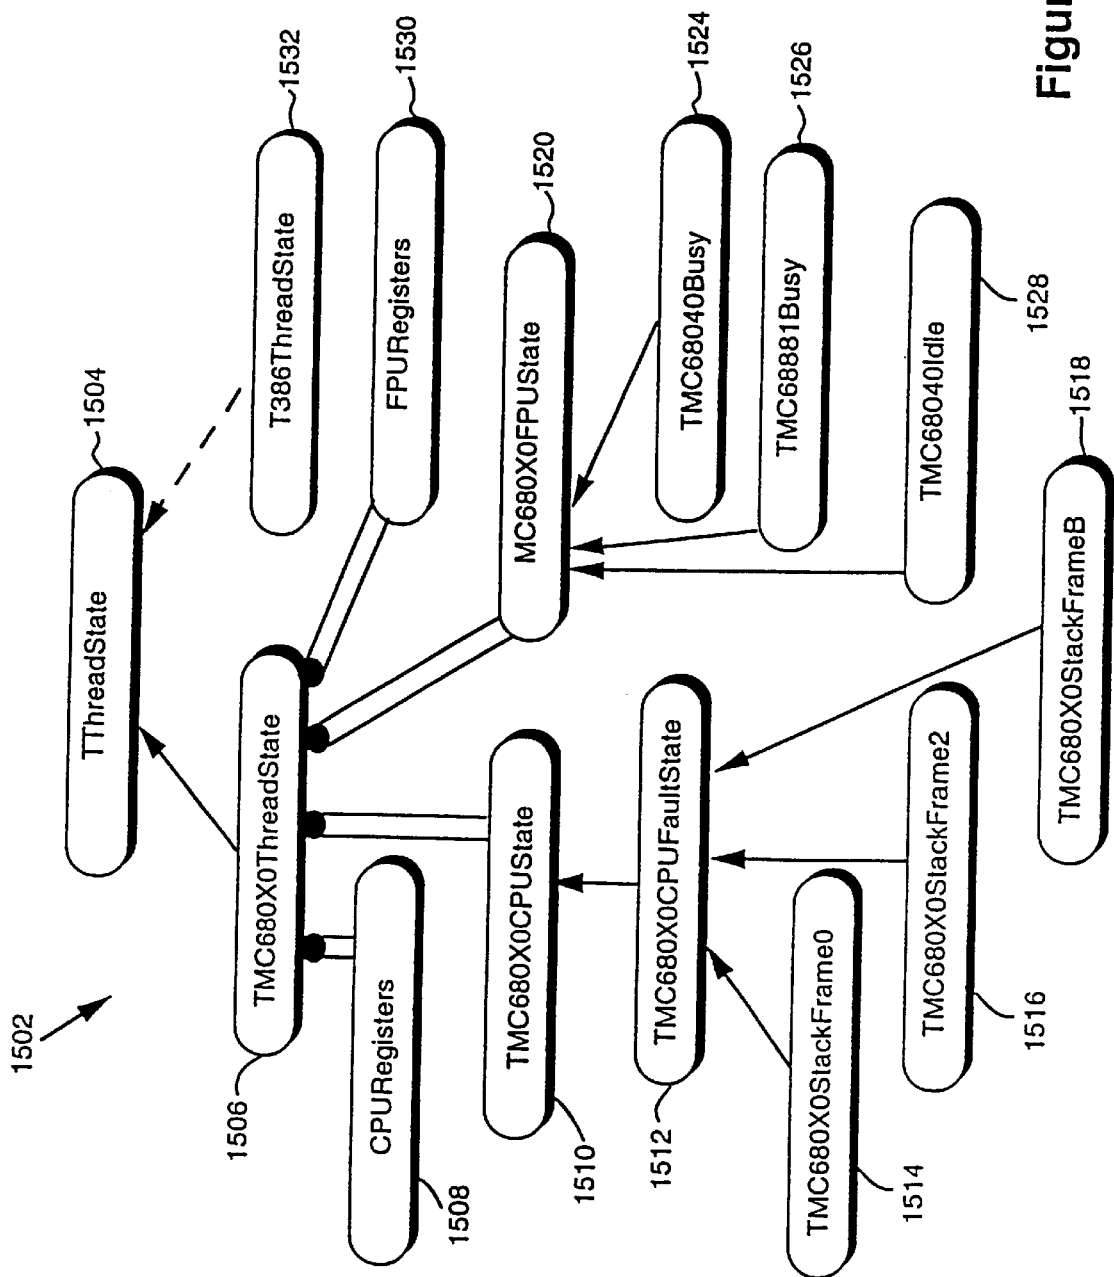 1502
TThreadState
1504
1506
TMC680X0ThreadState
T386ThreadState
1532
CPURegisters
1508
FPURegisters
1530
TMC680X0CPUState
1510
MC680X0FPUState
1520
1512
TMC680X0CPUFaultState
TMC68040Busy
1524
TMC68881Busy
1526
TMC680X0StackFrame0
1514
TMC680X0StackFrame2
1516
TMC68040Idle
1528
TMC680X0StackFrameB
1518